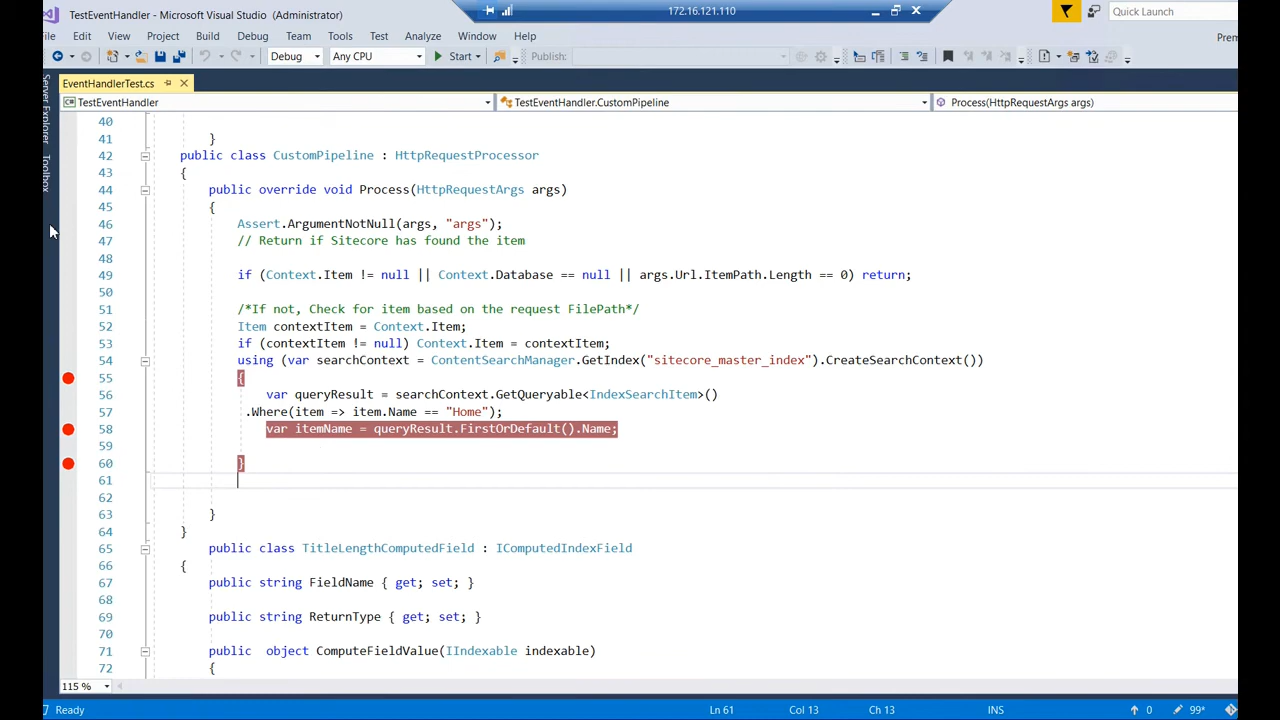 TestEventHandler - Microsoft Visual Studio (Administrator)
172.16.121.110
Quick Launch
File Edit View Project Build Debug Team Tools Test Analyze Window Help
Debug Any CPU Start Publish:
Server Explorer
Toolbox
EventHandlerTest.cs
TestEventHandler TestEventHandler.CustomPipeline Process(HttpRequestArgs args)
40
41 }
42 public class CustomPipeline : HttpRequestProcessor
43 {
44 public override void Process(HttpRequestArgs args)
45 {
46 Assert.ArgumentNotNull(args, "args");
47 // Return if Sitecore has found the item
48
49 if (Context.Item != null || Context.Database == null || args.Url.ItemPath.Length == 0) return;
50
51 /*If not, Check for item based on the request FilePath*/
52 Item contextItem = Context.Item;
53 if (contextItem != null) Context.Item = contextItem;
54 using (var searchContext = ContentSearchManager.GetIndex("sitecore_master_index").CreateSearchContext())
55 {
56 var queryResult = searchContext.GetQueryable<IndexSearchItem>()
57 .Where(item => item.Name == "Home");
58 var itemName = queryResult.FirstOrDefault().Name;
59
60 }
61
62
63 }
64 }
65 public class TitleLengthComputedField : IComputedIndexField
66 {
67 public string FieldName { get; set; }
68
69 public string ReturnType { get; set; }
70
71 public object ComputeFieldValue(IIndexable indexable)
72 {
115 %
Ready Ln 61 Col 13 Ch 13 INS 0 99*